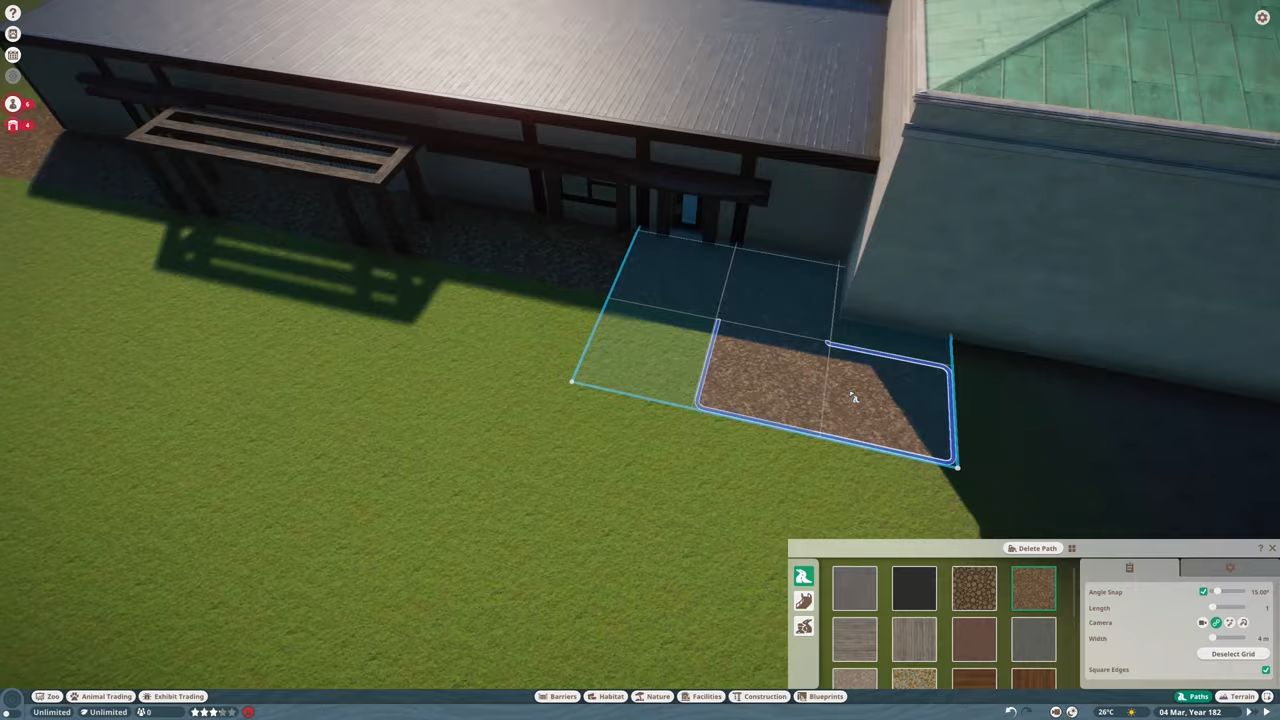 ?
6
4
Delete Path
? ×
Angle Snap 15.00°
Length 1
Camera
Width 4 m
Deselect Grid
Square Edges
Zoo Animal Trading Exhibit Trading Barriers Habitat Nature Facilities Construction Blueprints Paths Terrain
Unlimited Unlimited 0 26°C 04 Mar, Year 182